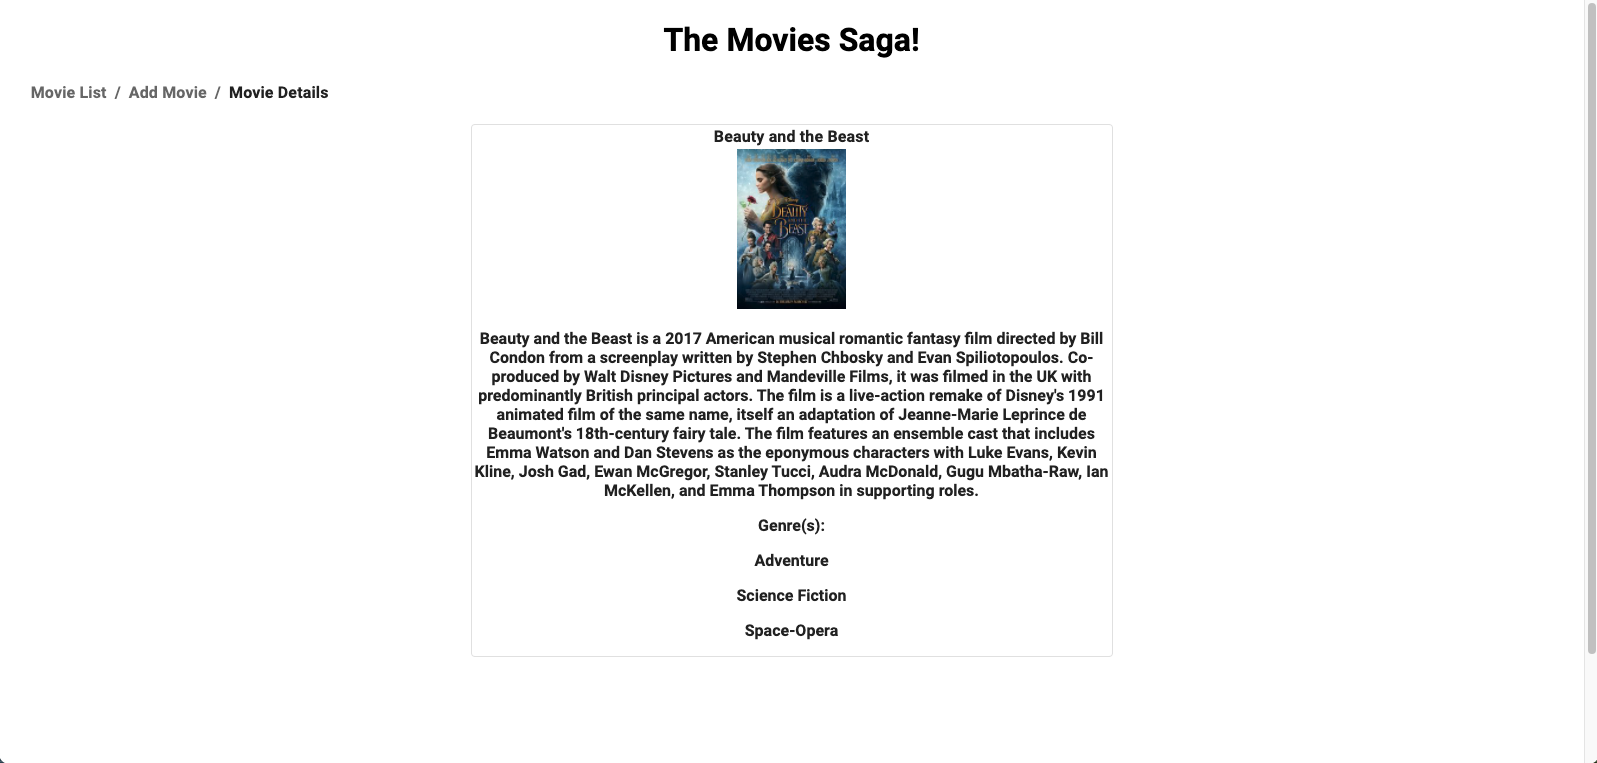 The Movies Saga!
Movie List / Add Movie / Movie Details
Beauty and the Beast
Disney
BEAUTY
AND THE
BEAST
Beauty and the Beast is a 2017 American musical romantic fantasy film directed by Bill
Condon from a screenplay written by Stephen Chbosky and Evan Spiliotopoulos. Co-
produced by Walt Disney Pictures and Mandeville Films, it was filmed in the UK with
predominantly British principal actors. The film is a live-action remake of Disney's 1991
animated film of the same name, itself an adaptation of Jeanne-Marie Leprince de
Beaumont's 18th-century fairy tale. The film features an ensemble cast that includes
Emma Watson and Dan Stevens as the eponymous characters with Luke Evans, Kevin
Kline, Josh Gad, Ewan McGregor, Stanley Tucci, Audra McDonald, Gugu Mbatha-Raw, Ian
McKellen, and Emma Thompson in supporting roles.
Genre(s):
Adventure
Science Fiction
Space-Opera